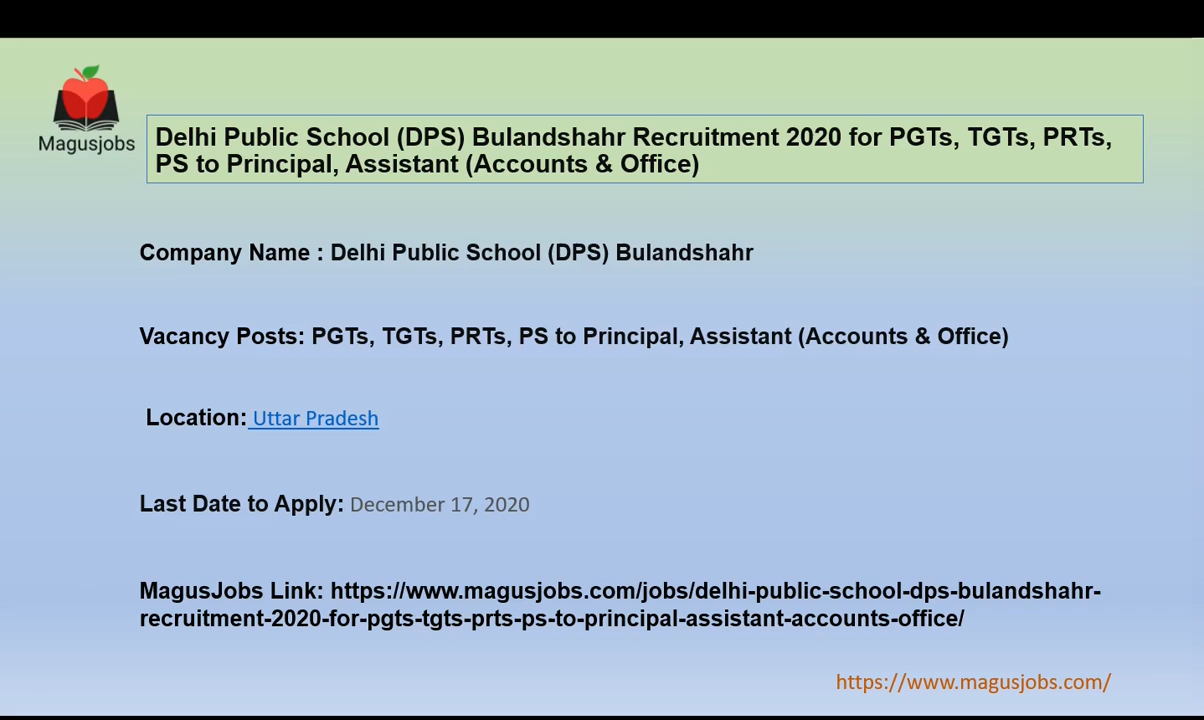 Magusjobs
Delhi Public School (DPS) Bulandshahr Recruitment 2020 for PGTs, TGTs, PRTs,
PS to Principal, Assistant (Accounts & Office)
Company Name : Delhi Public School (DPS) Bulandshahr
Vacancy Posts: PGTs, TGTs, PRTs, PS to Principal, Assistant (Accounts & Office)
Location: Uttar Pradesh
Last Date to Apply: December 17, 2020
MagusJobs Link: https://www.magusjobs.com/jobs/delhi-public-school-dps-bulandshahr-
recruitment-2020-for-pgts-tgts-prts-ps-to-principal-assistant-accounts-office/
https://www.magusjobs.com/